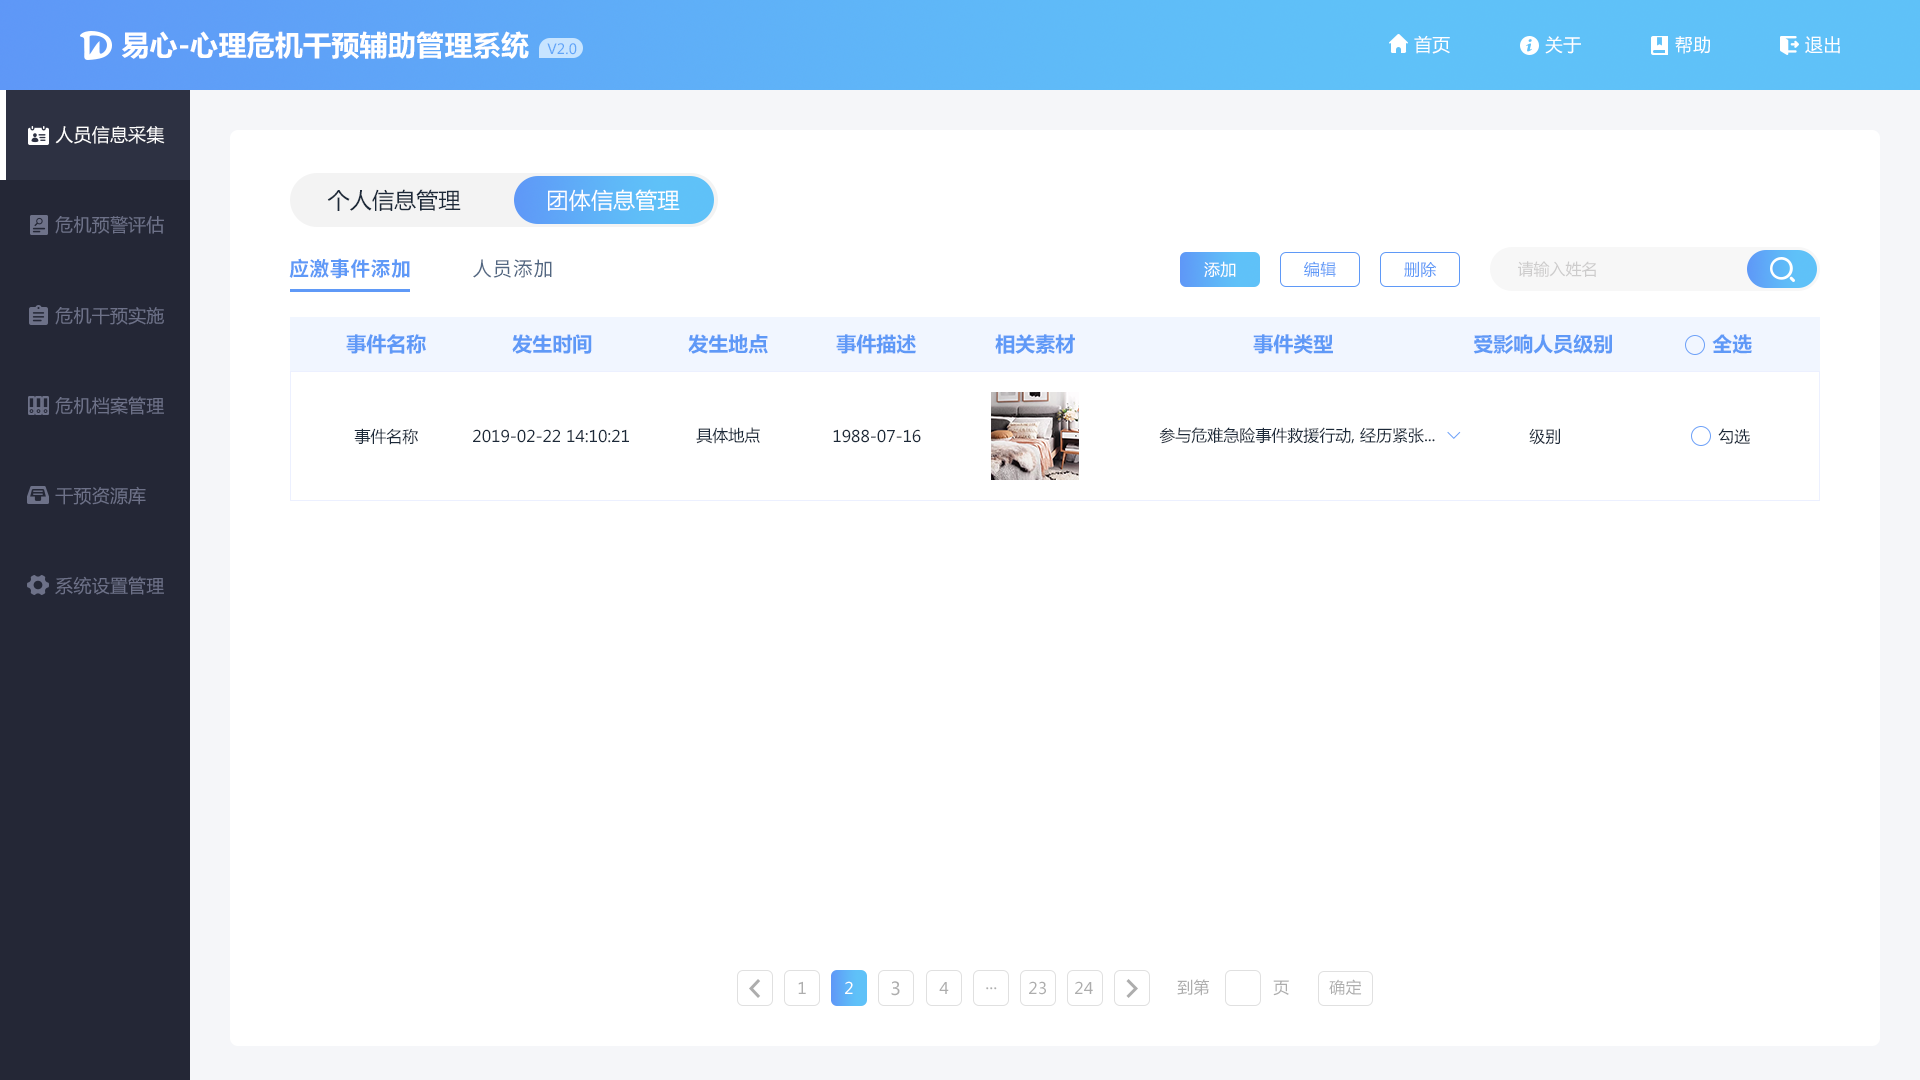 易心-心理危机干预辅助管理系统 V2.0
首页
关于
帮助
退出
人员信息采集
危机预警评估
危机干预实施
危机档案管理
干预资源库
系统设置管理
个人信息管理 团体信息管理
应激事件添加 人员添加
添加 编辑 删除 请输入姓名
事件名称 发生时间 发生地点 事件描述 相关素材 事件类型 受影响人员级别 全选
事件名称 2019-02-22 14:10:21 具体地点 1988-07-16 参与危难急险事件救援行动, 经历紧张... 级别 勾选
1 2 3 4 ... 23 24 到第 页 确定